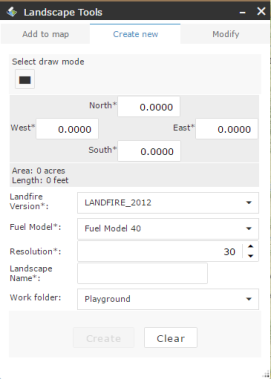 Landscape Tools
Add to map Create new Modify
Select draw mode
North* 0.0000
West* 0.0000 East* 0.0000
South* 0.0000
Area: 0 acres
Length: 0 feet
Landfire
Version*: LANDFIRE_2012
Fuel Model*: Fuel Model 40
Resolution*: 30
Landscape
Name*:
Work folder: Playground
Create Clear